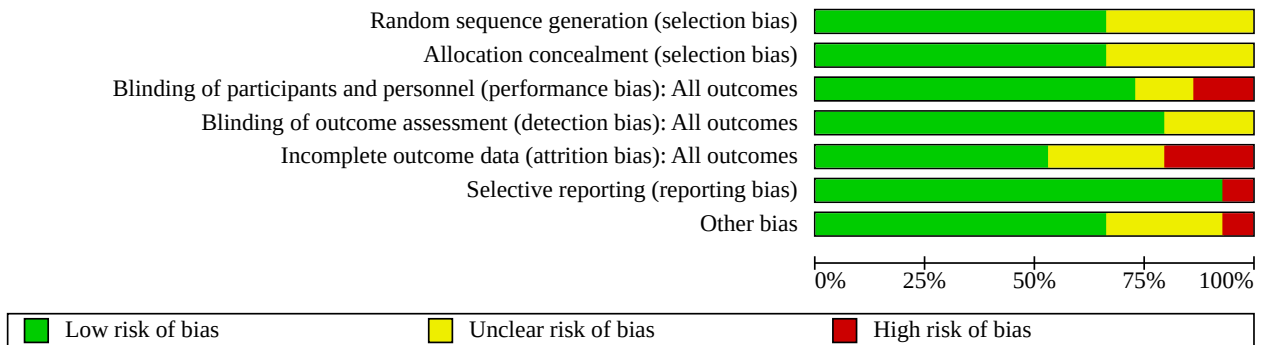 Random sequence generation (selection bias)
Allocation concealment (selection bias)
Blinding of participants and personnel (performance bias): All outcomes
Blinding of outcome assessment (detection bias): All outcomes
Incomplete outcome data (attrition bias): All outcomes
Selective reporting (reporting bias)
Other bias
0% 25% 50% 75% 100%
Low risk of bias Unclear risk of bias High risk of bias